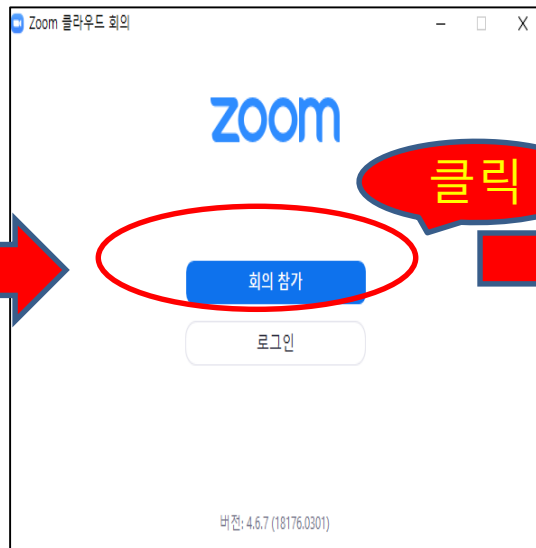 Zoom 클라우드 회의
zoom
클릭
회의 참가
로그인
버전: 4.6.7 (18176.0301)